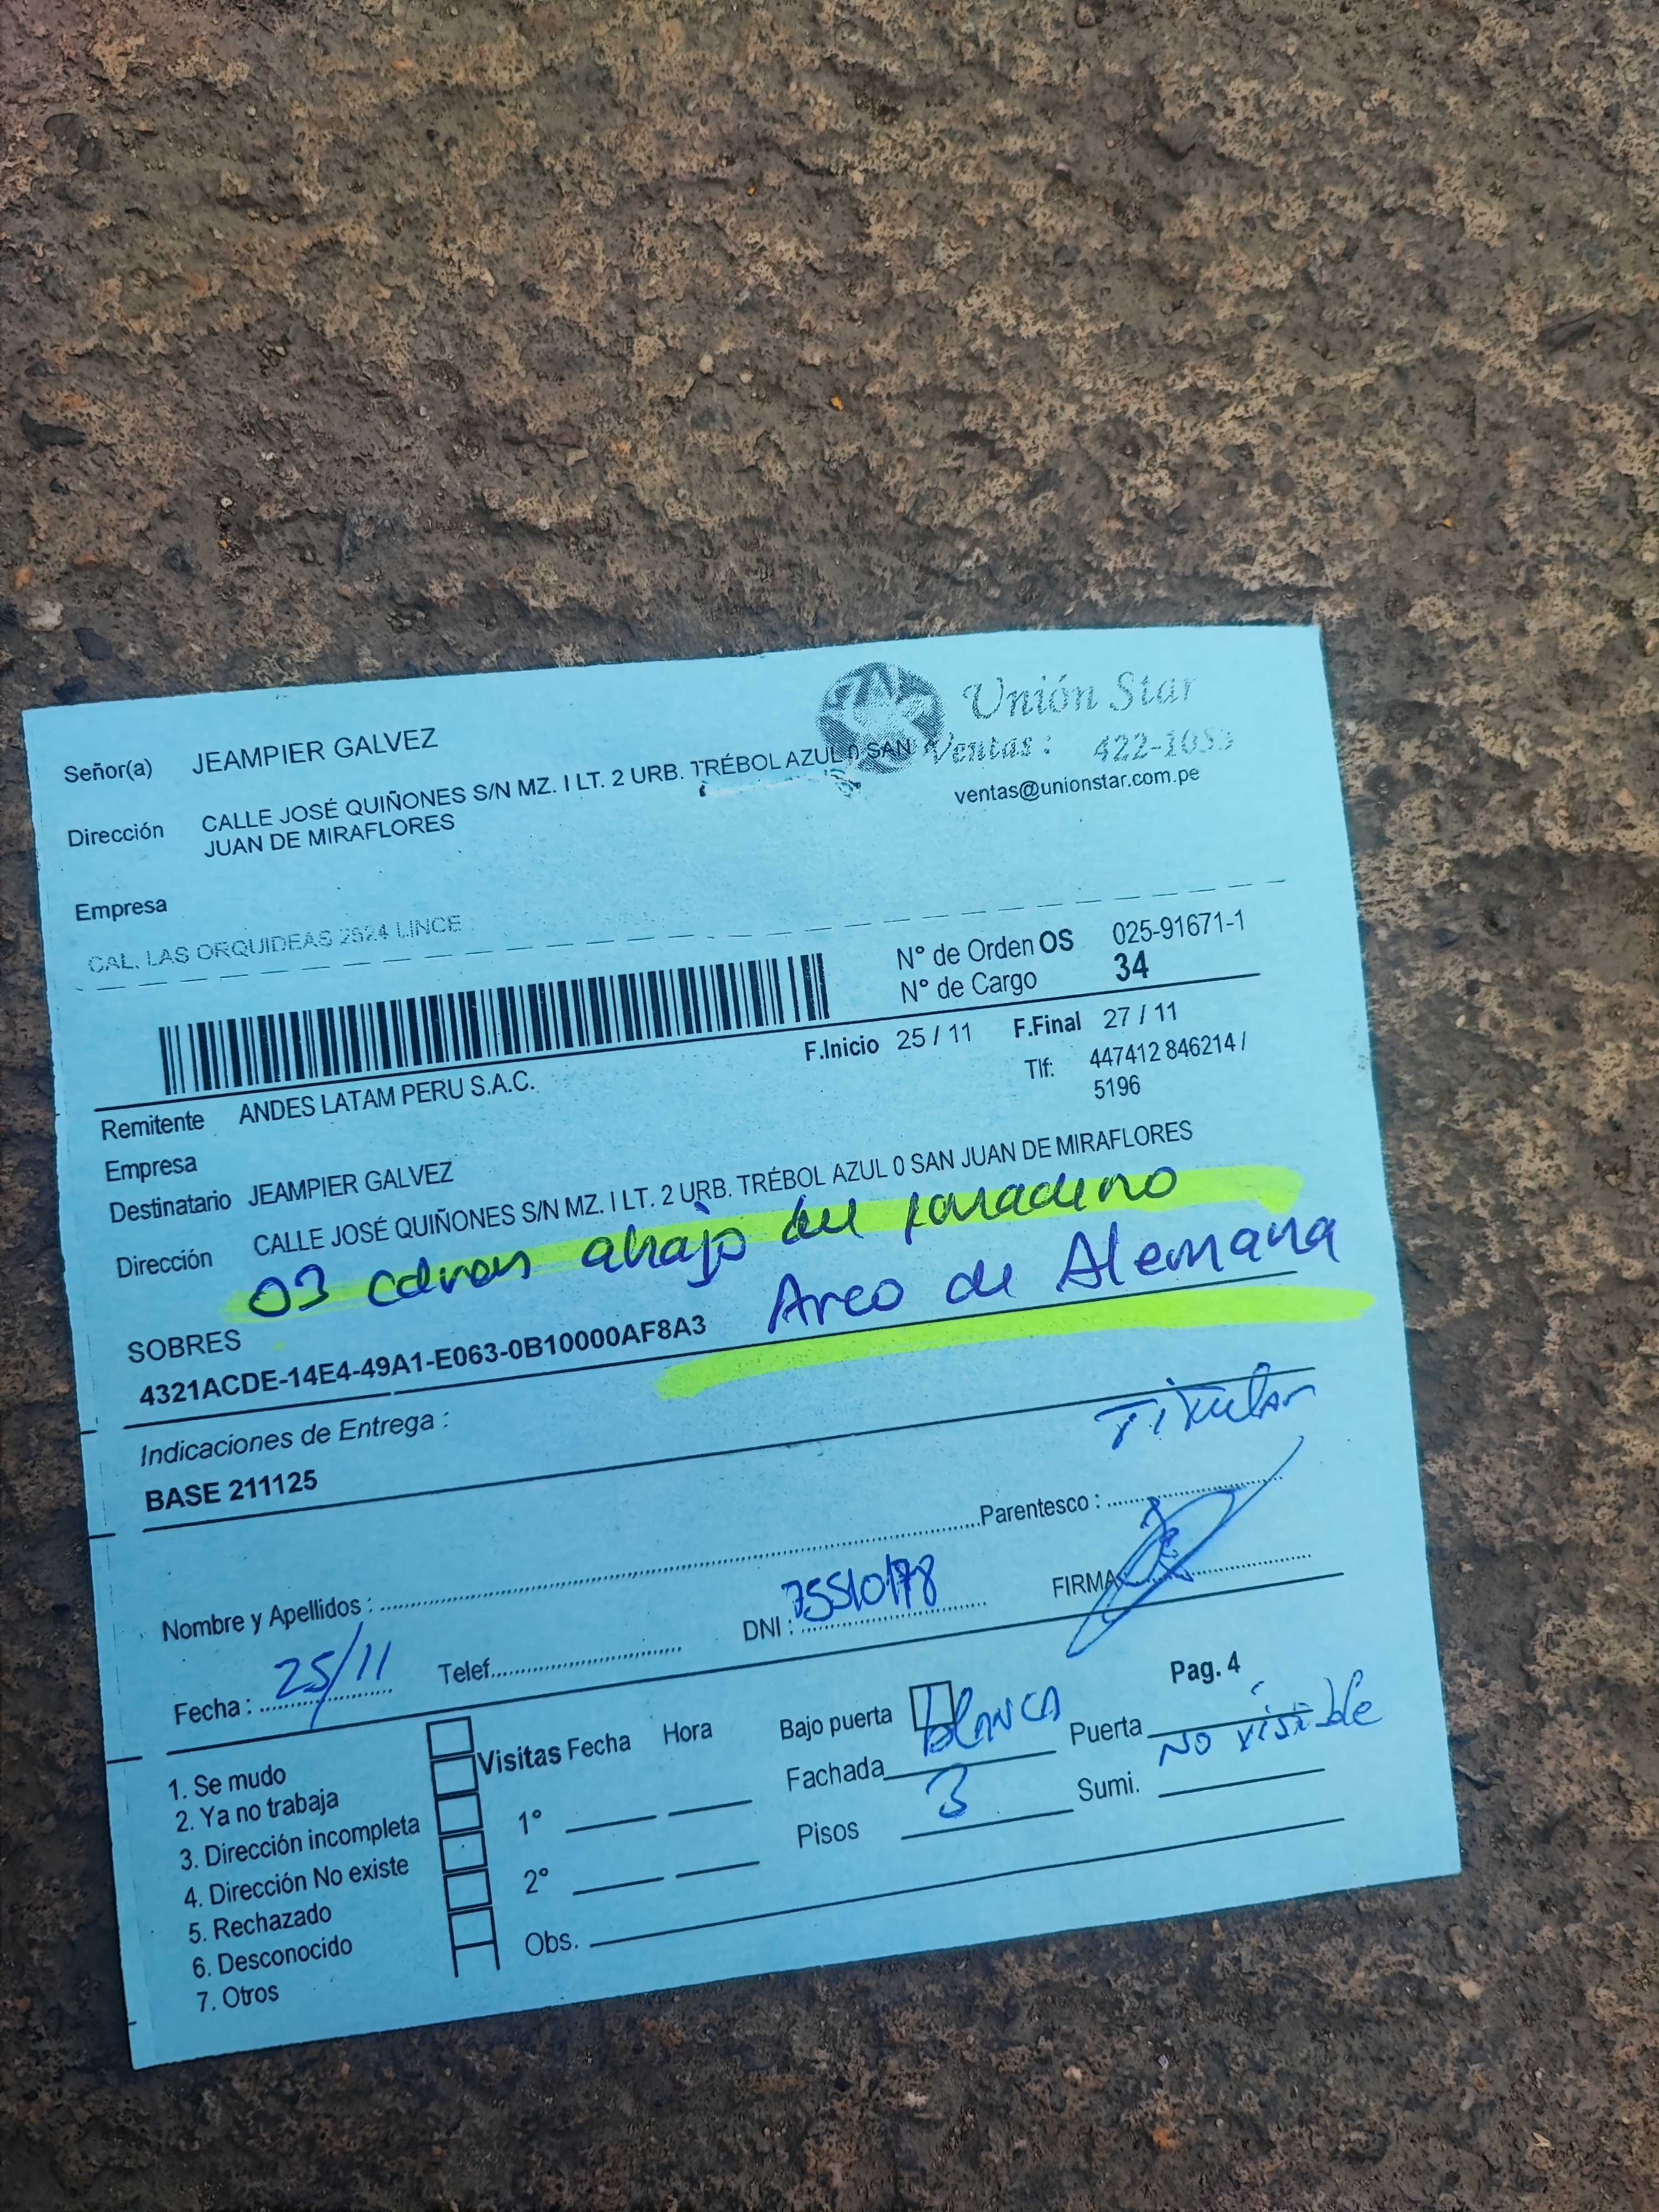 Unión Star
Señor(a) JEAMPIER GALVEZ
Ventas : 422-1053
Dirección CALLE JOSÉ QUIÑONES S/N MZ. I LT. 2 URB. TRÉBOL AZUL 0 SAN
JUAN DE MIRAFLORES
ventas@unionstar.com.pe
Empresa
CAL. LAS ORQUIDEAS 2624 LINCE
N° de Orden OS 025-91671-1
N° de Cargo 34
F.Inicio 25 / 11 F.Final 27 / 11
Remitente ANDES LATAM PERU S.A.C.
Tlf: 447412 846214 /
5196
Empresa
Destinatario JEAMPIER GALVEZ
Dirección CALLE JOSÉ QUIÑONES S/N MZ. I LT. 2 URB. TRÉBOL AZUL 0 SAN JUAN DE MIRAFLORES
03 abajo del paradero
Arco de Alemana
SOBRES
4321ACDE-14E4-49A1-E063-0B10000AF8A3
Indicaciones de Entrega :
BASE 211125
Titular
Nombre y Apellidos : Parentesco :
Fecha : 25/11 Telef. DNI : 75510178 FIRMA
Pag. 4
1. Se mudo
2. Ya no trabaja
3. Dirección incompleta
4. Dirección No existe
5. Rechazado
6. Desconocido
7. Otros
Visitas Fecha Hora
1°
2°
Obs.
Bajo puerta
Fachada blanca Puerta No visible
Pisos 3 Sumi.